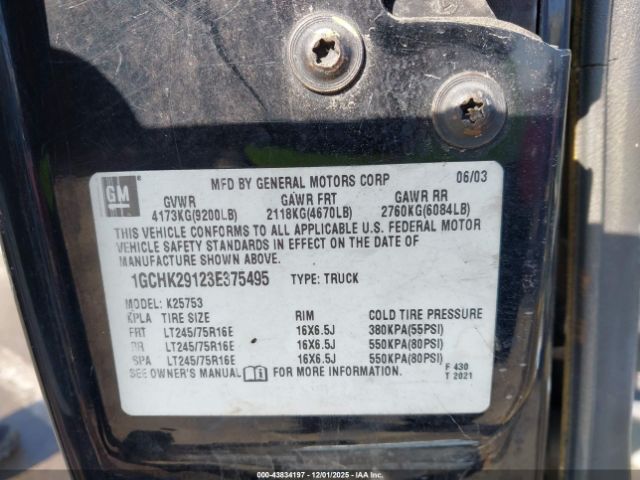 GM
MFD BY GENERAL MOTORS CORP 06/03
GVWR GAWR FRT GAWR RR
4173KG(9200LB) 2118KG(4670LB) 2760KG(6084LB)
THIS VEHICLE CONFORMS TO ALL APPLICABLE U.S. FEDERAL MOTOR
VEHICLE SAFETY STANDARDS IN EFFECT ON THE DATE OF
MANUFACTURE SHOWN ABOVE.
1GCHK29123E375495 TYPE: TRUCK
MODEL: K25753
KPLA TIRE SIZE RIM COLD TIRE PRESSURE
FRT LT245/75R16E 16X6.5J 380KPA(55PSI)
RR LT245/75R16E 16X6.5J 550KPA(80PSI)
SPA LT245/75R16E 16X6.5J 550KPA(80PSI)
SEE OWNER'S MANUAL FOR MORE INFORMATION. F 430
T 2021
000-43834197 - 12/01/2025 - IAAI.com